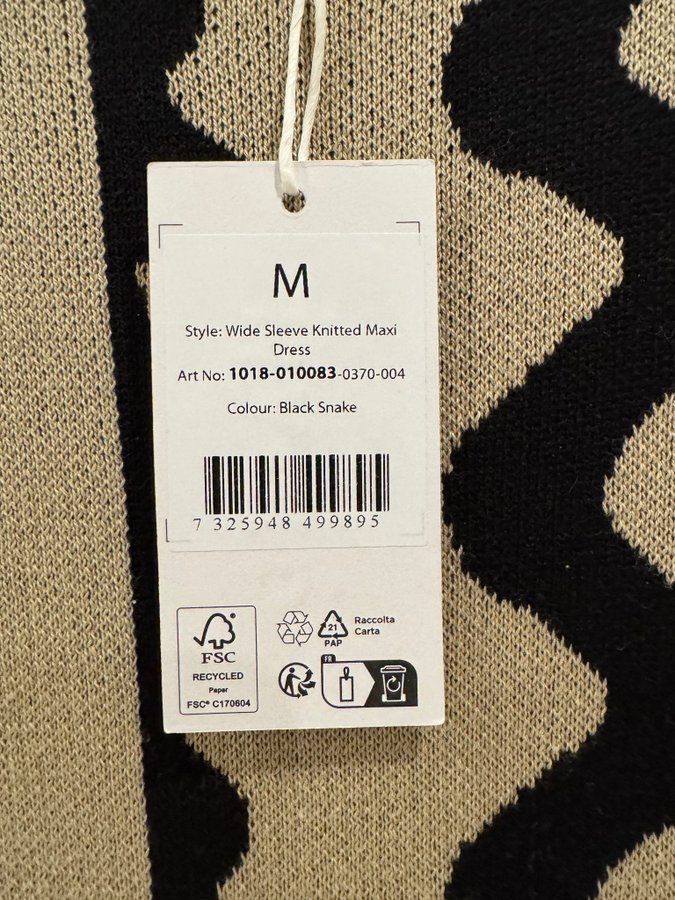 M
Style: Wide Sleeve Knitted Maxi
Dress
Art No: 1018-010083-0370-004
Colour: Black Snake
7 325948 499895
FSC
RECYCLED
Paper
FSC® C170604
21
PAP
Raccolta
Carta
FR